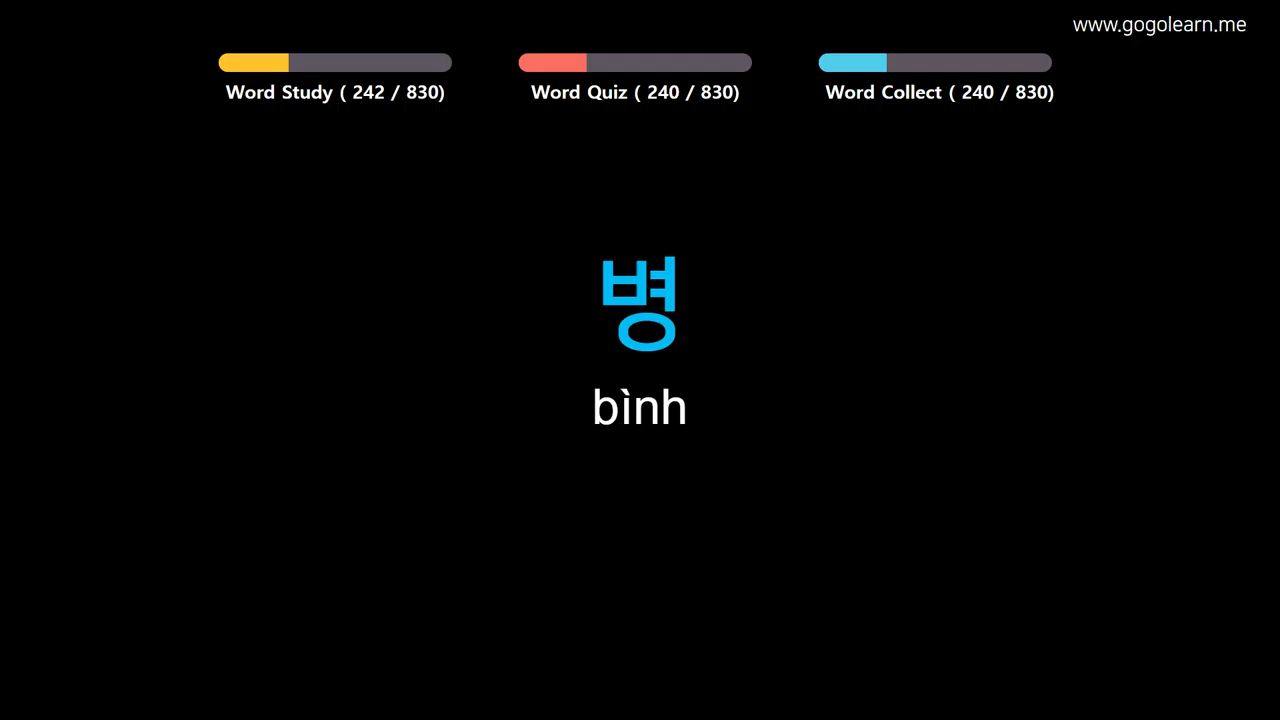 www.gogolearn.me
Word Study ( 242 / 830)
Word Quiz ( 240 / 830)
Word Collect ( 240 / 830)
병
bình